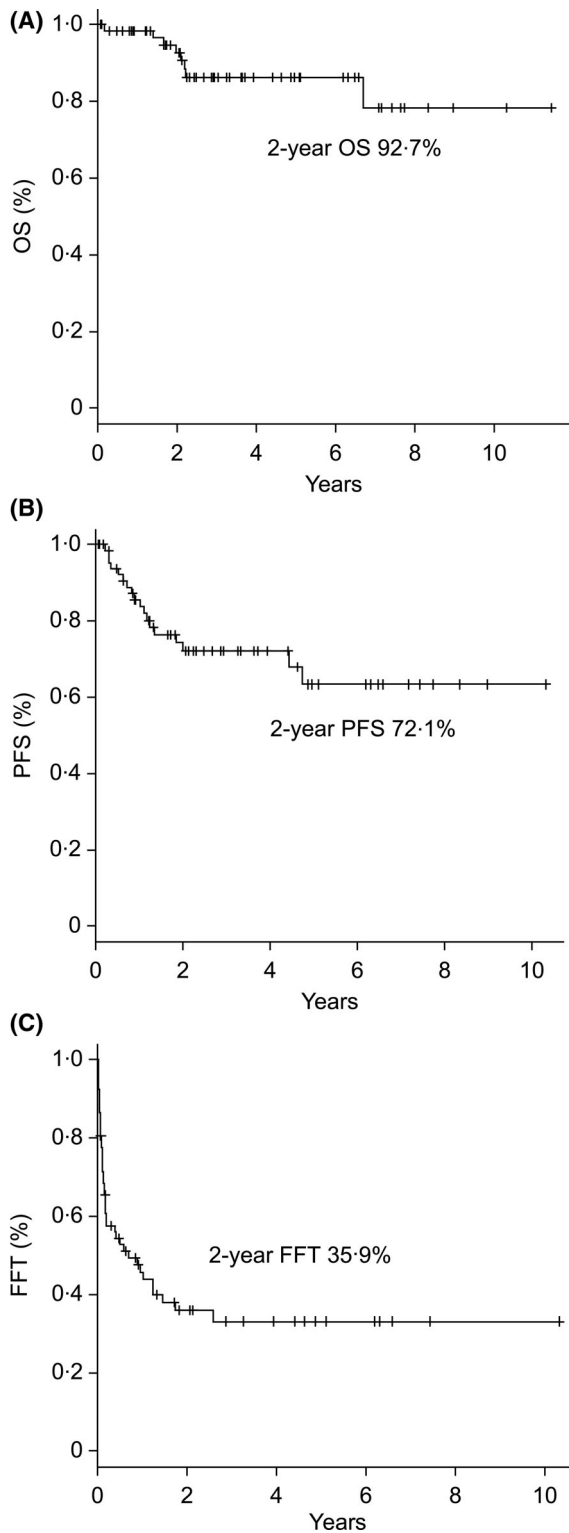 (A)
1·0
0·8
0·6
0·4
0·2
0
OS (%)
2-year OS 92·7%
0 2 4 6 8 10
Years
(B)
1·0
0·8
0·6
0·4
0·2
0
PFS (%)
2-year PFS 72·1%
0 2 4 6 8 10
Years
(C)
1·0
0·8
0·6
0·4
0·2
0
FFT (%)
2-year FFT 35·9%
0 2 4 6 8 10
Years